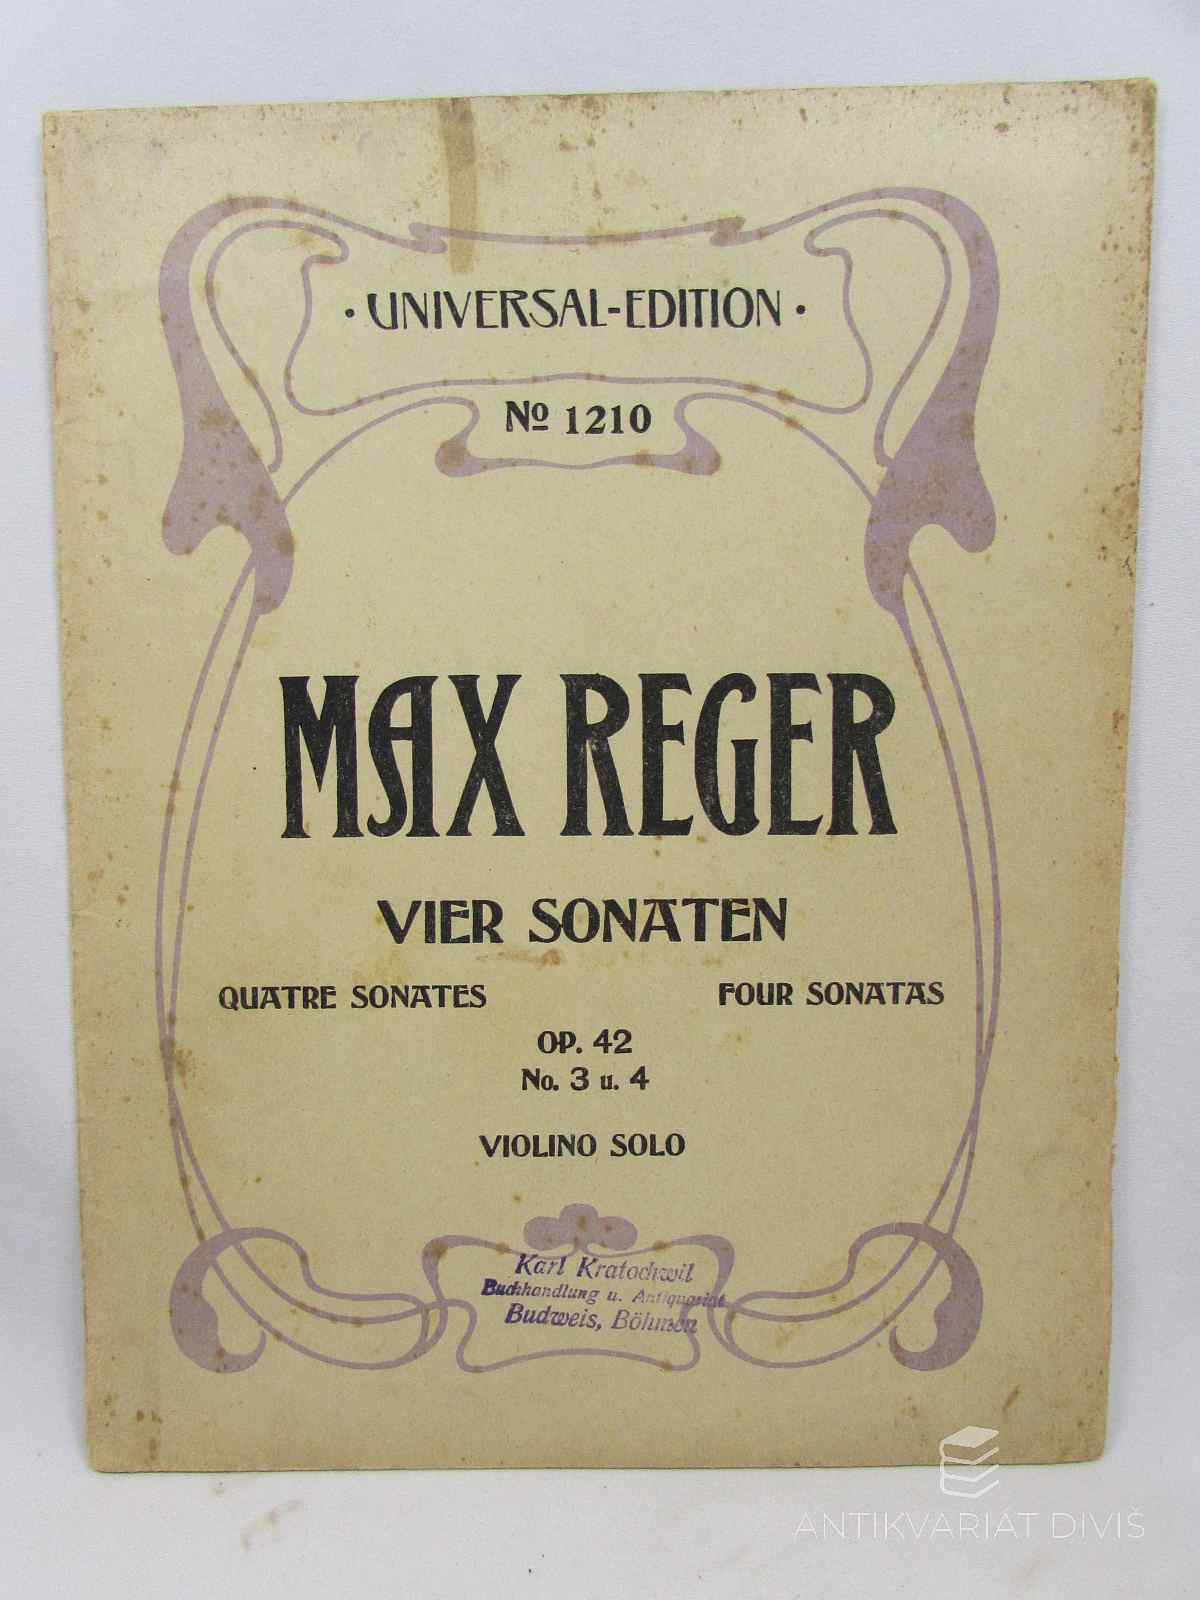 · UNIVERSAL-EDITION ·
No 1210
MAX REGER
VIER SONATEN
QUATRE SONATES
FOUR SONATAS
OP. 42
No. 3 u. 4
VIOLINO SOLO
Karl Kratochwil
Buchhandlung u. Antiquariat
Budweis, Böhmen
ANTIKVARIÁT DIVIŠ